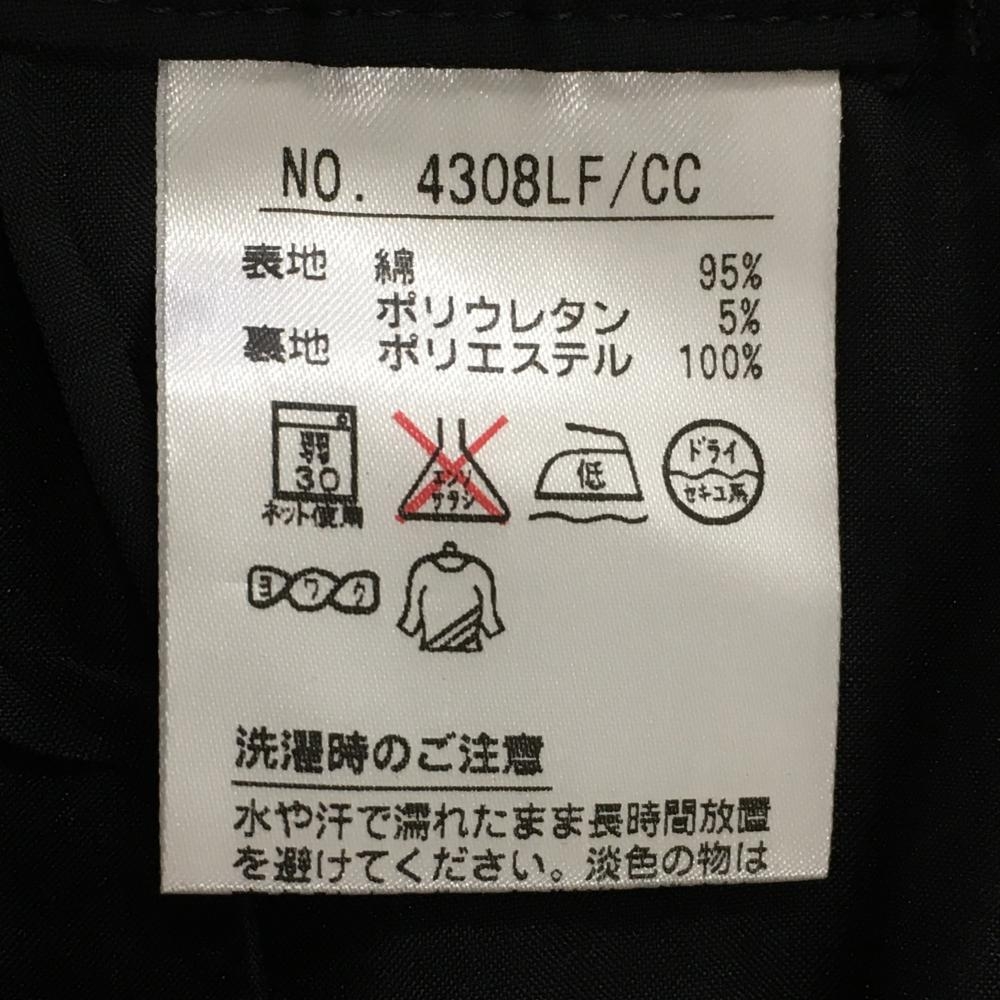 NO. 4308LF/CC
表地 綿 95%
ポリウレタン 5%
裏地 ポリエステル 100%
弱
30
ネット使用
エンソ
サラシ
低
ドライ
セキユ系
ヨワク
洗濯時のご注意
水や汗で濡れたまま長時間放置
を避けてください。淡色の物は